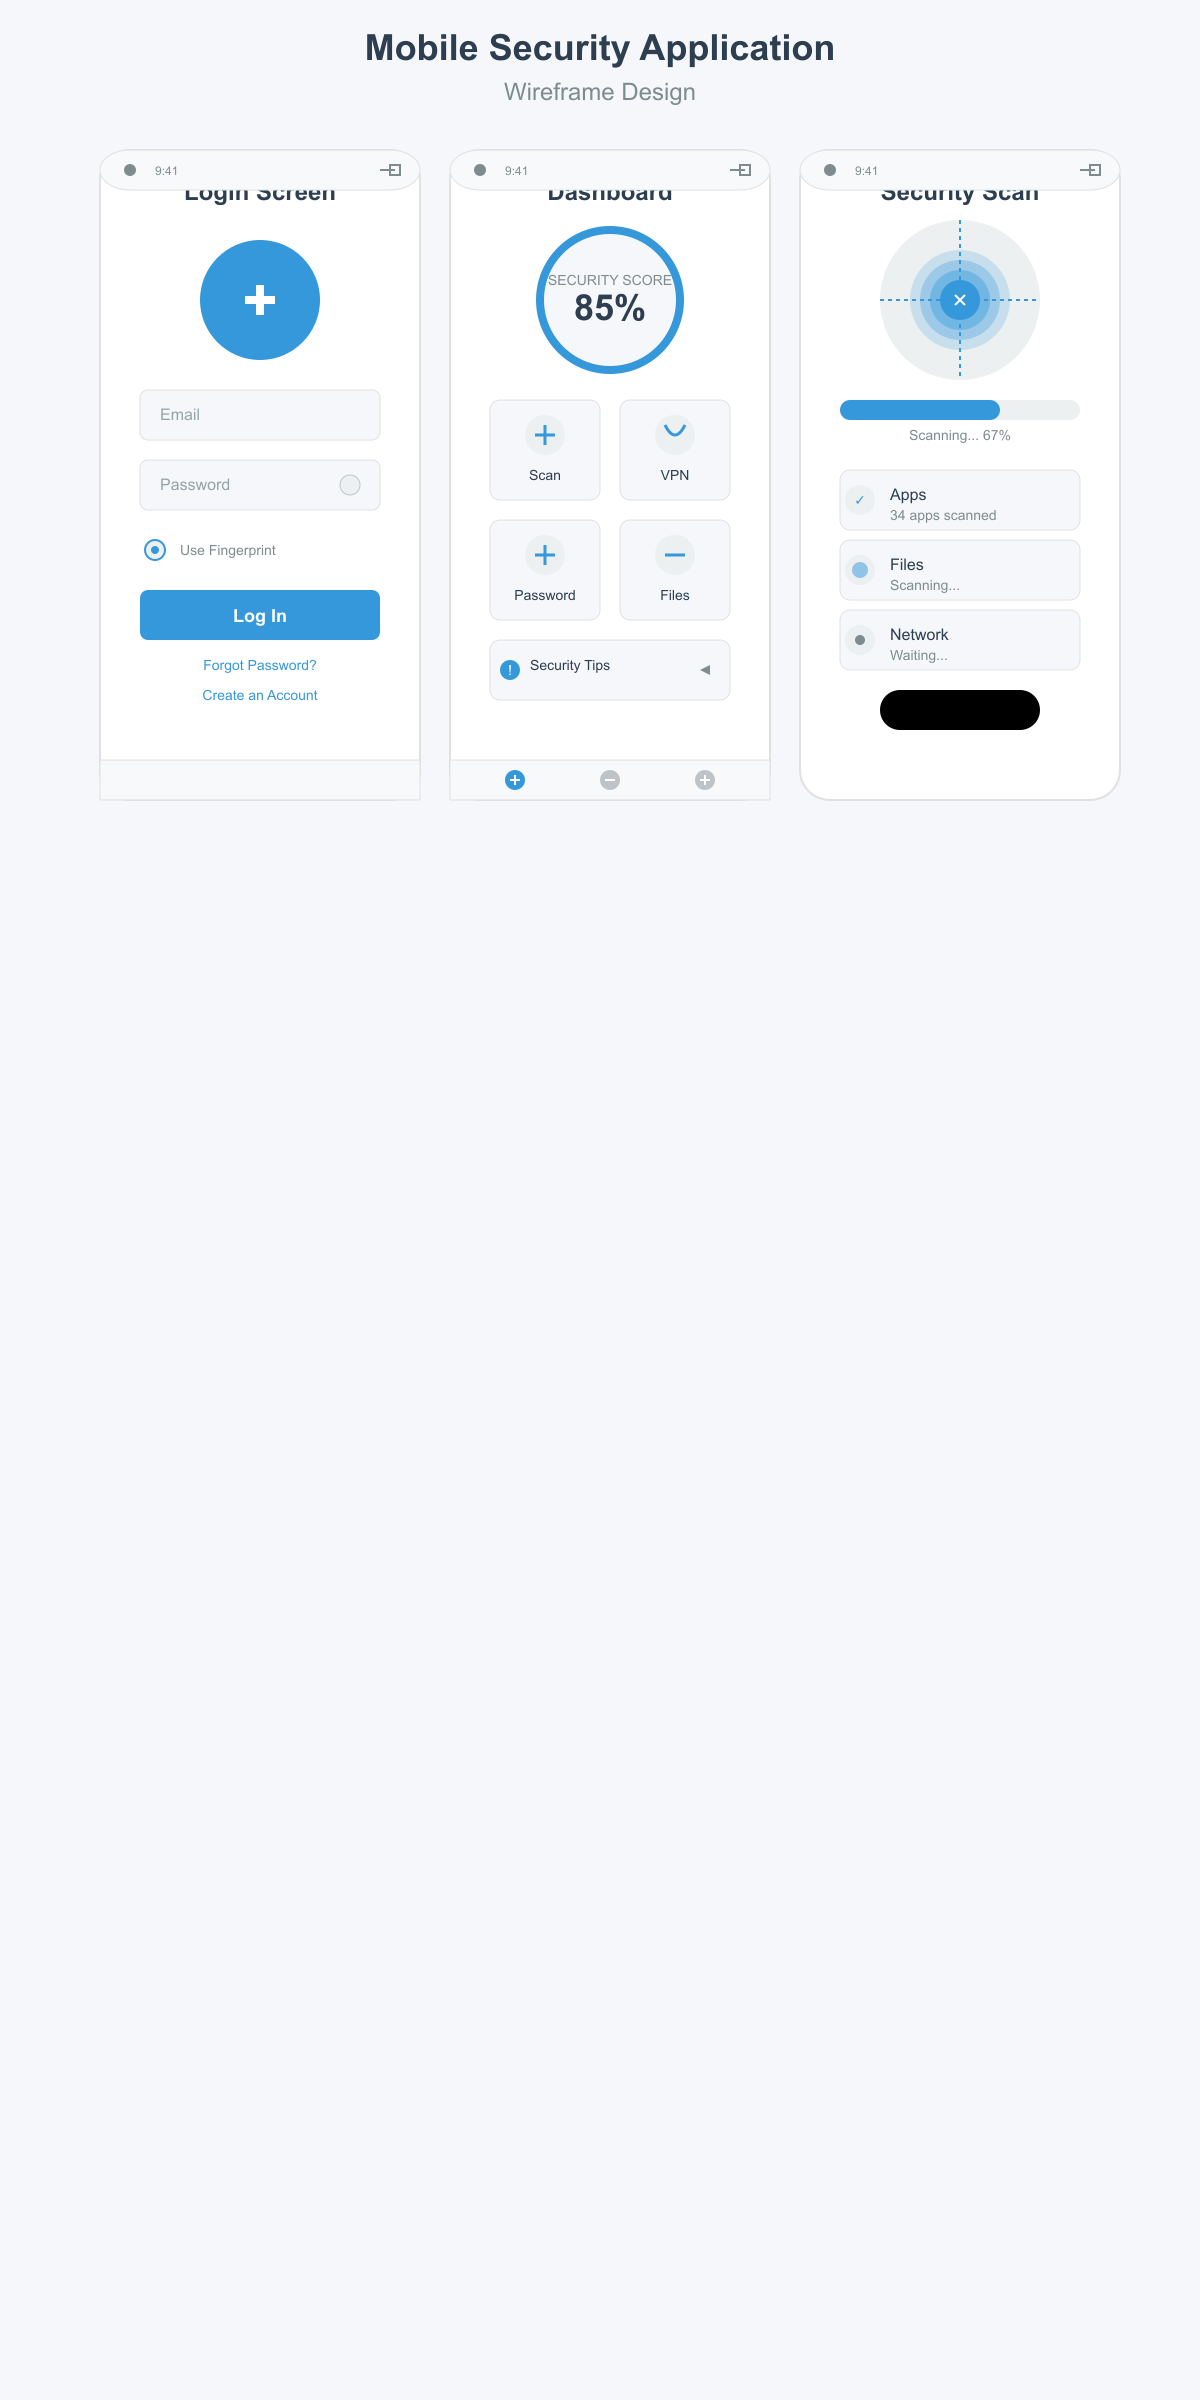 Mobile Security Application
Wireframe Design
9:41
Login Screen
Email
Password
Use Fingerprint
Log In
Forgot Password?
Create an Account
9:41
Dashboard
SECURITY SCORE
85%
Scan
VPN
Password
Files
! Security Tips
9:41
Security Scan
Scanning... 67%
✓ Apps
34 apps scanned
Files
Scanning...
Network
Waiting...